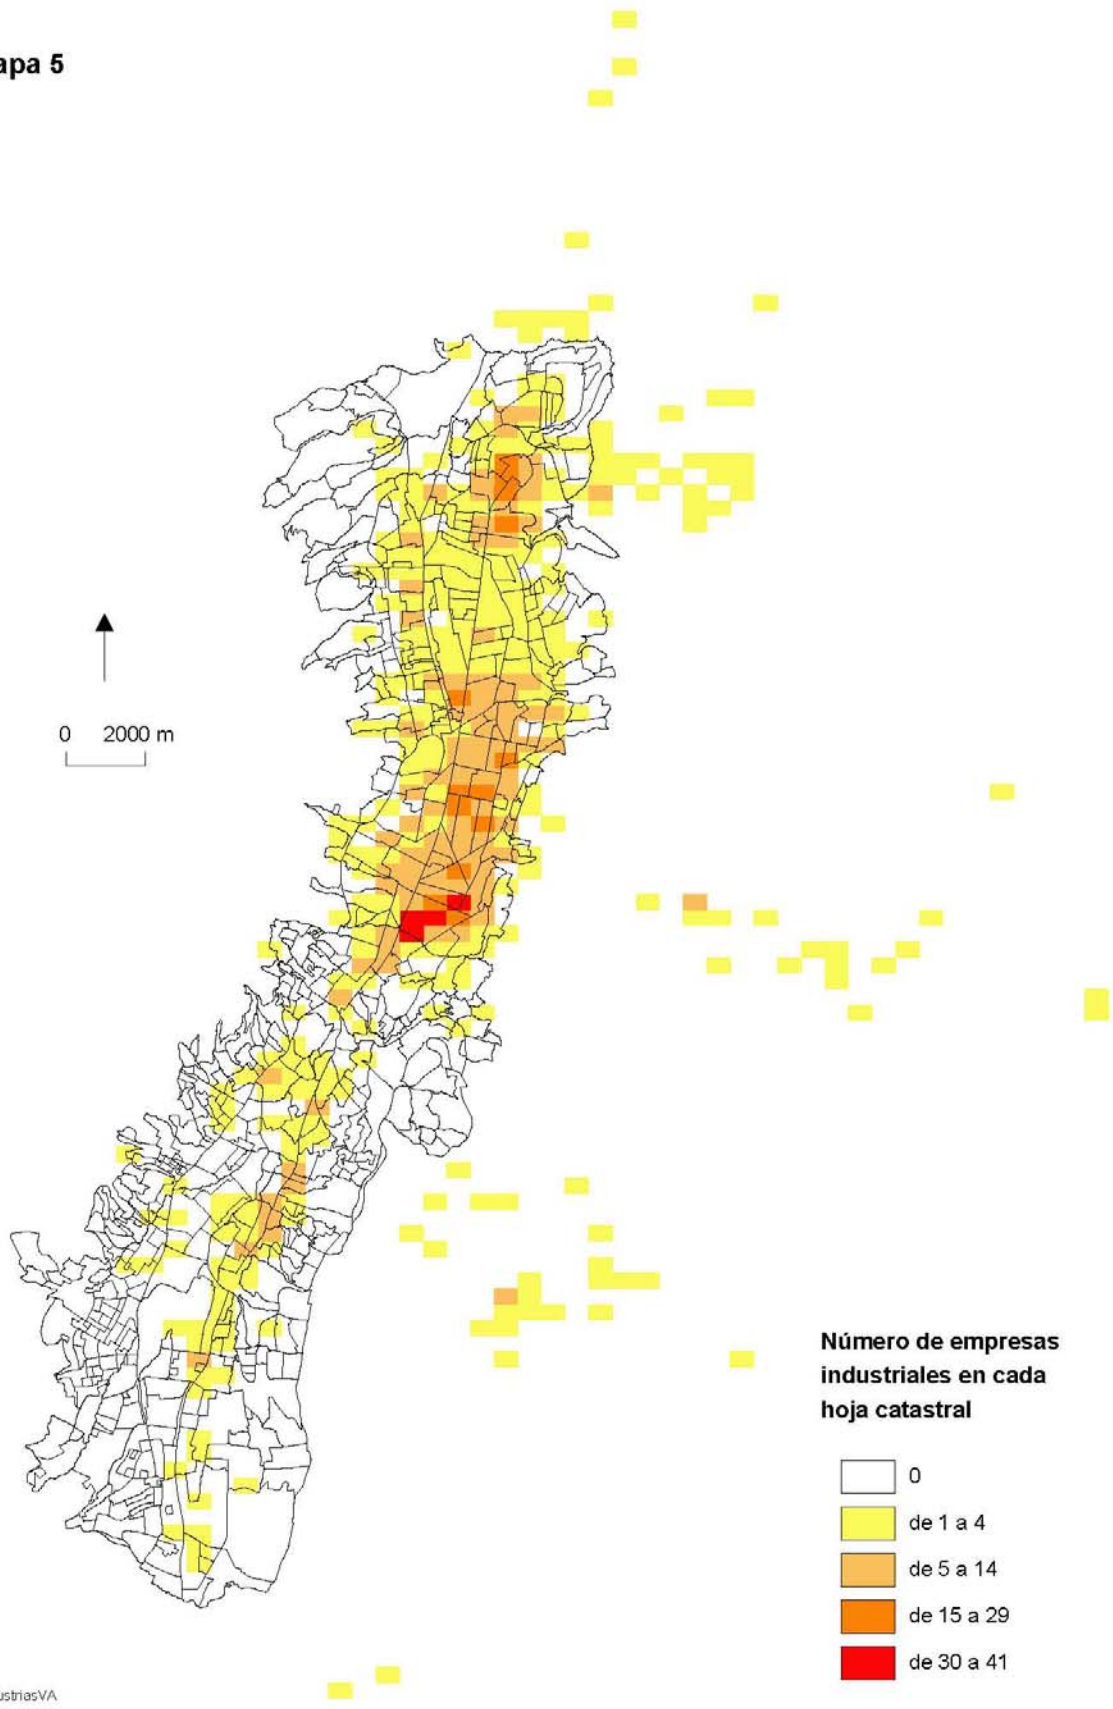 apa 5
0 2000 m
Número de empresas
industriales en cada
hoja catastral
0
de 1 a 4
de 5 a 14
de 15 a 29
de 30 a 41
ustriasVA